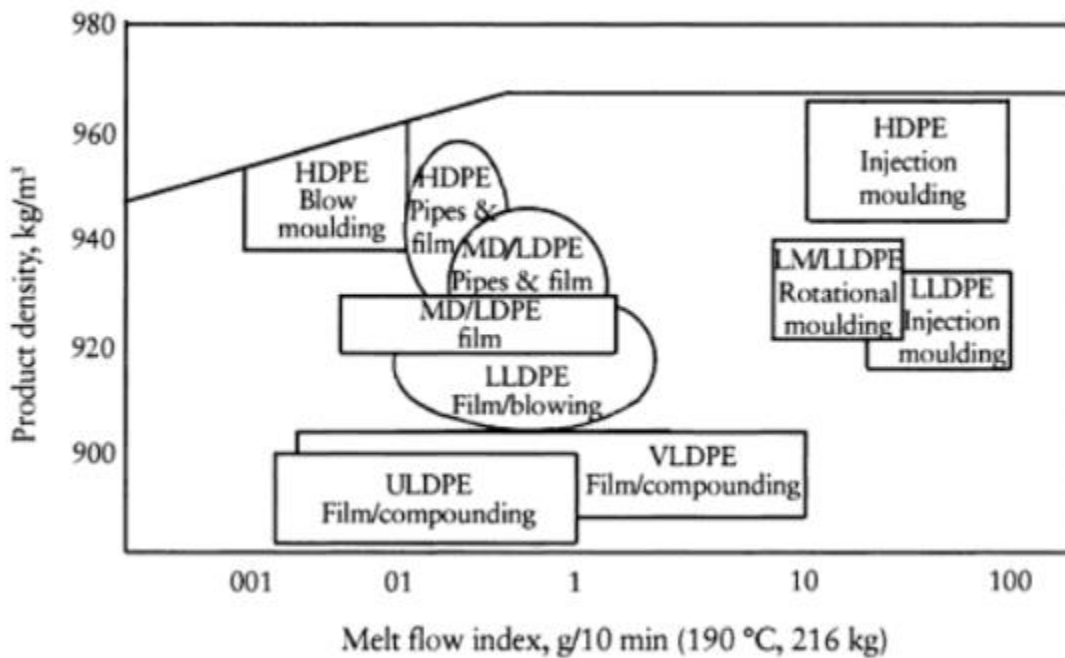 Product density, kg/m³
980
960
940
920
900
HDPE
Blow
moulding
HDPE
Pipes &
film
MD/LDPE
Pipes & film
MD/LDPE
film
LLDPE
Film/blowing
HDPE
Injection
moulding
LM/LLDPE
Rotational
moulding
LLDPE
Injection
moulding
VLDPE
Film/compounding
ULDPE
Film/compounding
001
01
1
10
100
Melt flow index, g/10 min (190 °C, 216 kg)